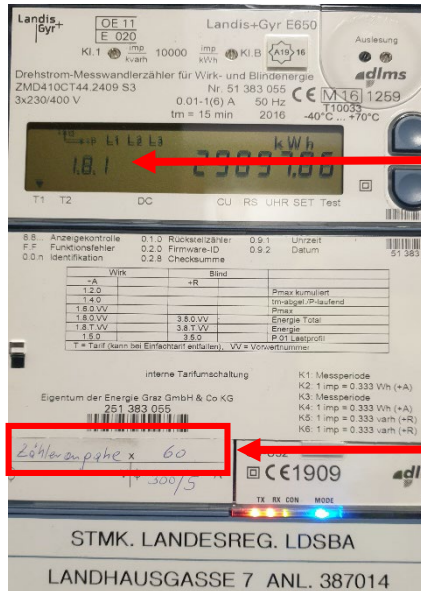 Landis+
Gyr+
OE 11
E 020
Landis+Gyr E650
Kl.1 imp kvarh 10000 imp kWh Kl.B A19 16
Auslesung
dlms
Drehstrom-Messwandlerzähler für Wirk- und Blindenergie
ZMD410CT44.2409 S3 Nr. 51 383 055
3x230/400 V 0.01-1(6) A 50 Hz CE M 16 1259
T10033
tm = 15 min 2016 -40°C ... +70°C
L1 L2 L3 kWh
1.8.1
T1 T2 DC CU RS UHR SET Test
8.8... Anzeigekontrolle 0.1.0 Rückstellzähler 0.9.1 Uhrzeit
F.F Funktionsfehler 0.2.0 Firmware-ID 0.9.2 Datum
0.0.n Identifikation 0.2.8 Checksumme
51 383
Wirk Blind
+A +R
1.2.0 Pmax kumuliert
1.4.0 tm-abgel./P-laufend
1.6.0.VV Pmax
1.8.0.VV 3.8.0.VV Energie Total
1.8.T.VV 3.8.T.VV Energie
1.5.0 3.5.0 P.01 Lastprofil
T = Tarif (kann bei Einfachtarif entfallen), VV = Vorwertnummer
interne Tarifumschaltung
K1: Messperiode
K2: 1 imp = 0.333 Wh (+A)
K3: Messperiode
K4: 1 imp = 0.333 Wh (+A)
K5: 1 imp = 0.333 varh (+R)
K6: 1 imp = 0.333 varh (+R)
Eigentum der Energie Graz GmbH & Co KG
251 383 055
Zählerangabe x 60
300/5
CE1909
TX RX CON MODE
STMK. LANDESREG. LDSBA
LANDHAUSGASSE 7 ANL. 387014